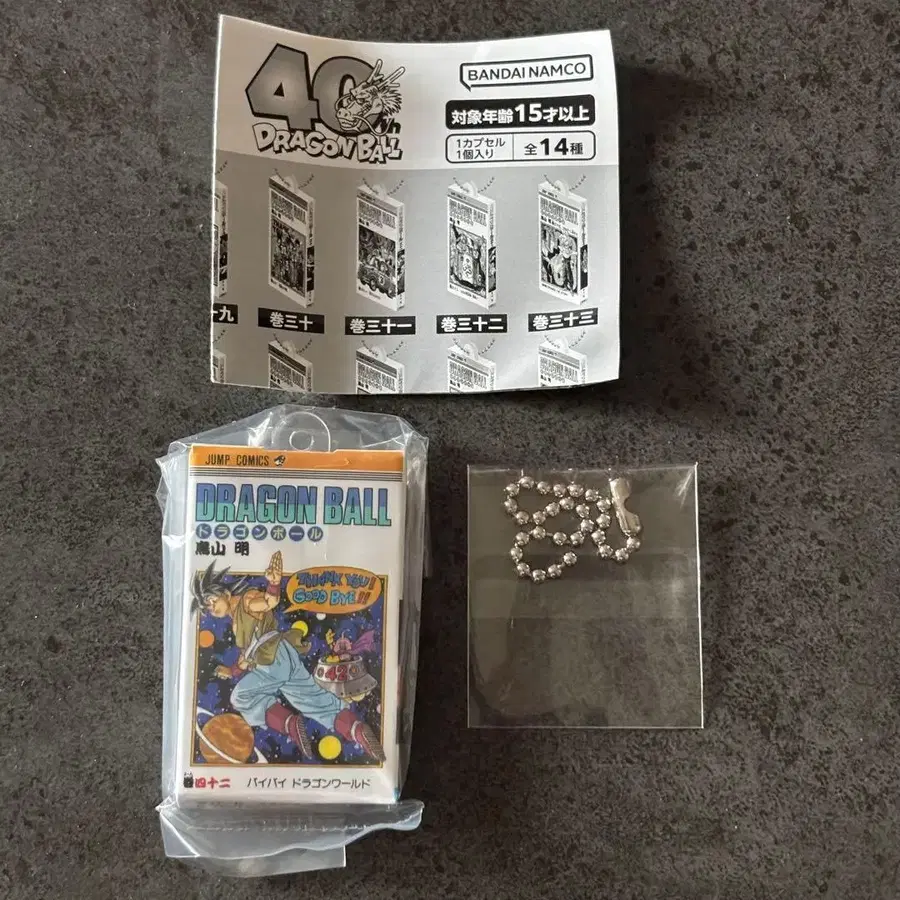 40th
DRAGON BALL
BANDAI NAMCO
対象年齢15才以上
1カプセル
1個入り
全14種
十九
巻三十
巻三十一
巻三十二
巻三十三
JUMP COMICS
DRAGON BALL
ドラゴンボール
鳥山 明
THANK YOU!
GOOD BYE!!
42
巻四十二
バイバイ ドラゴンワールド